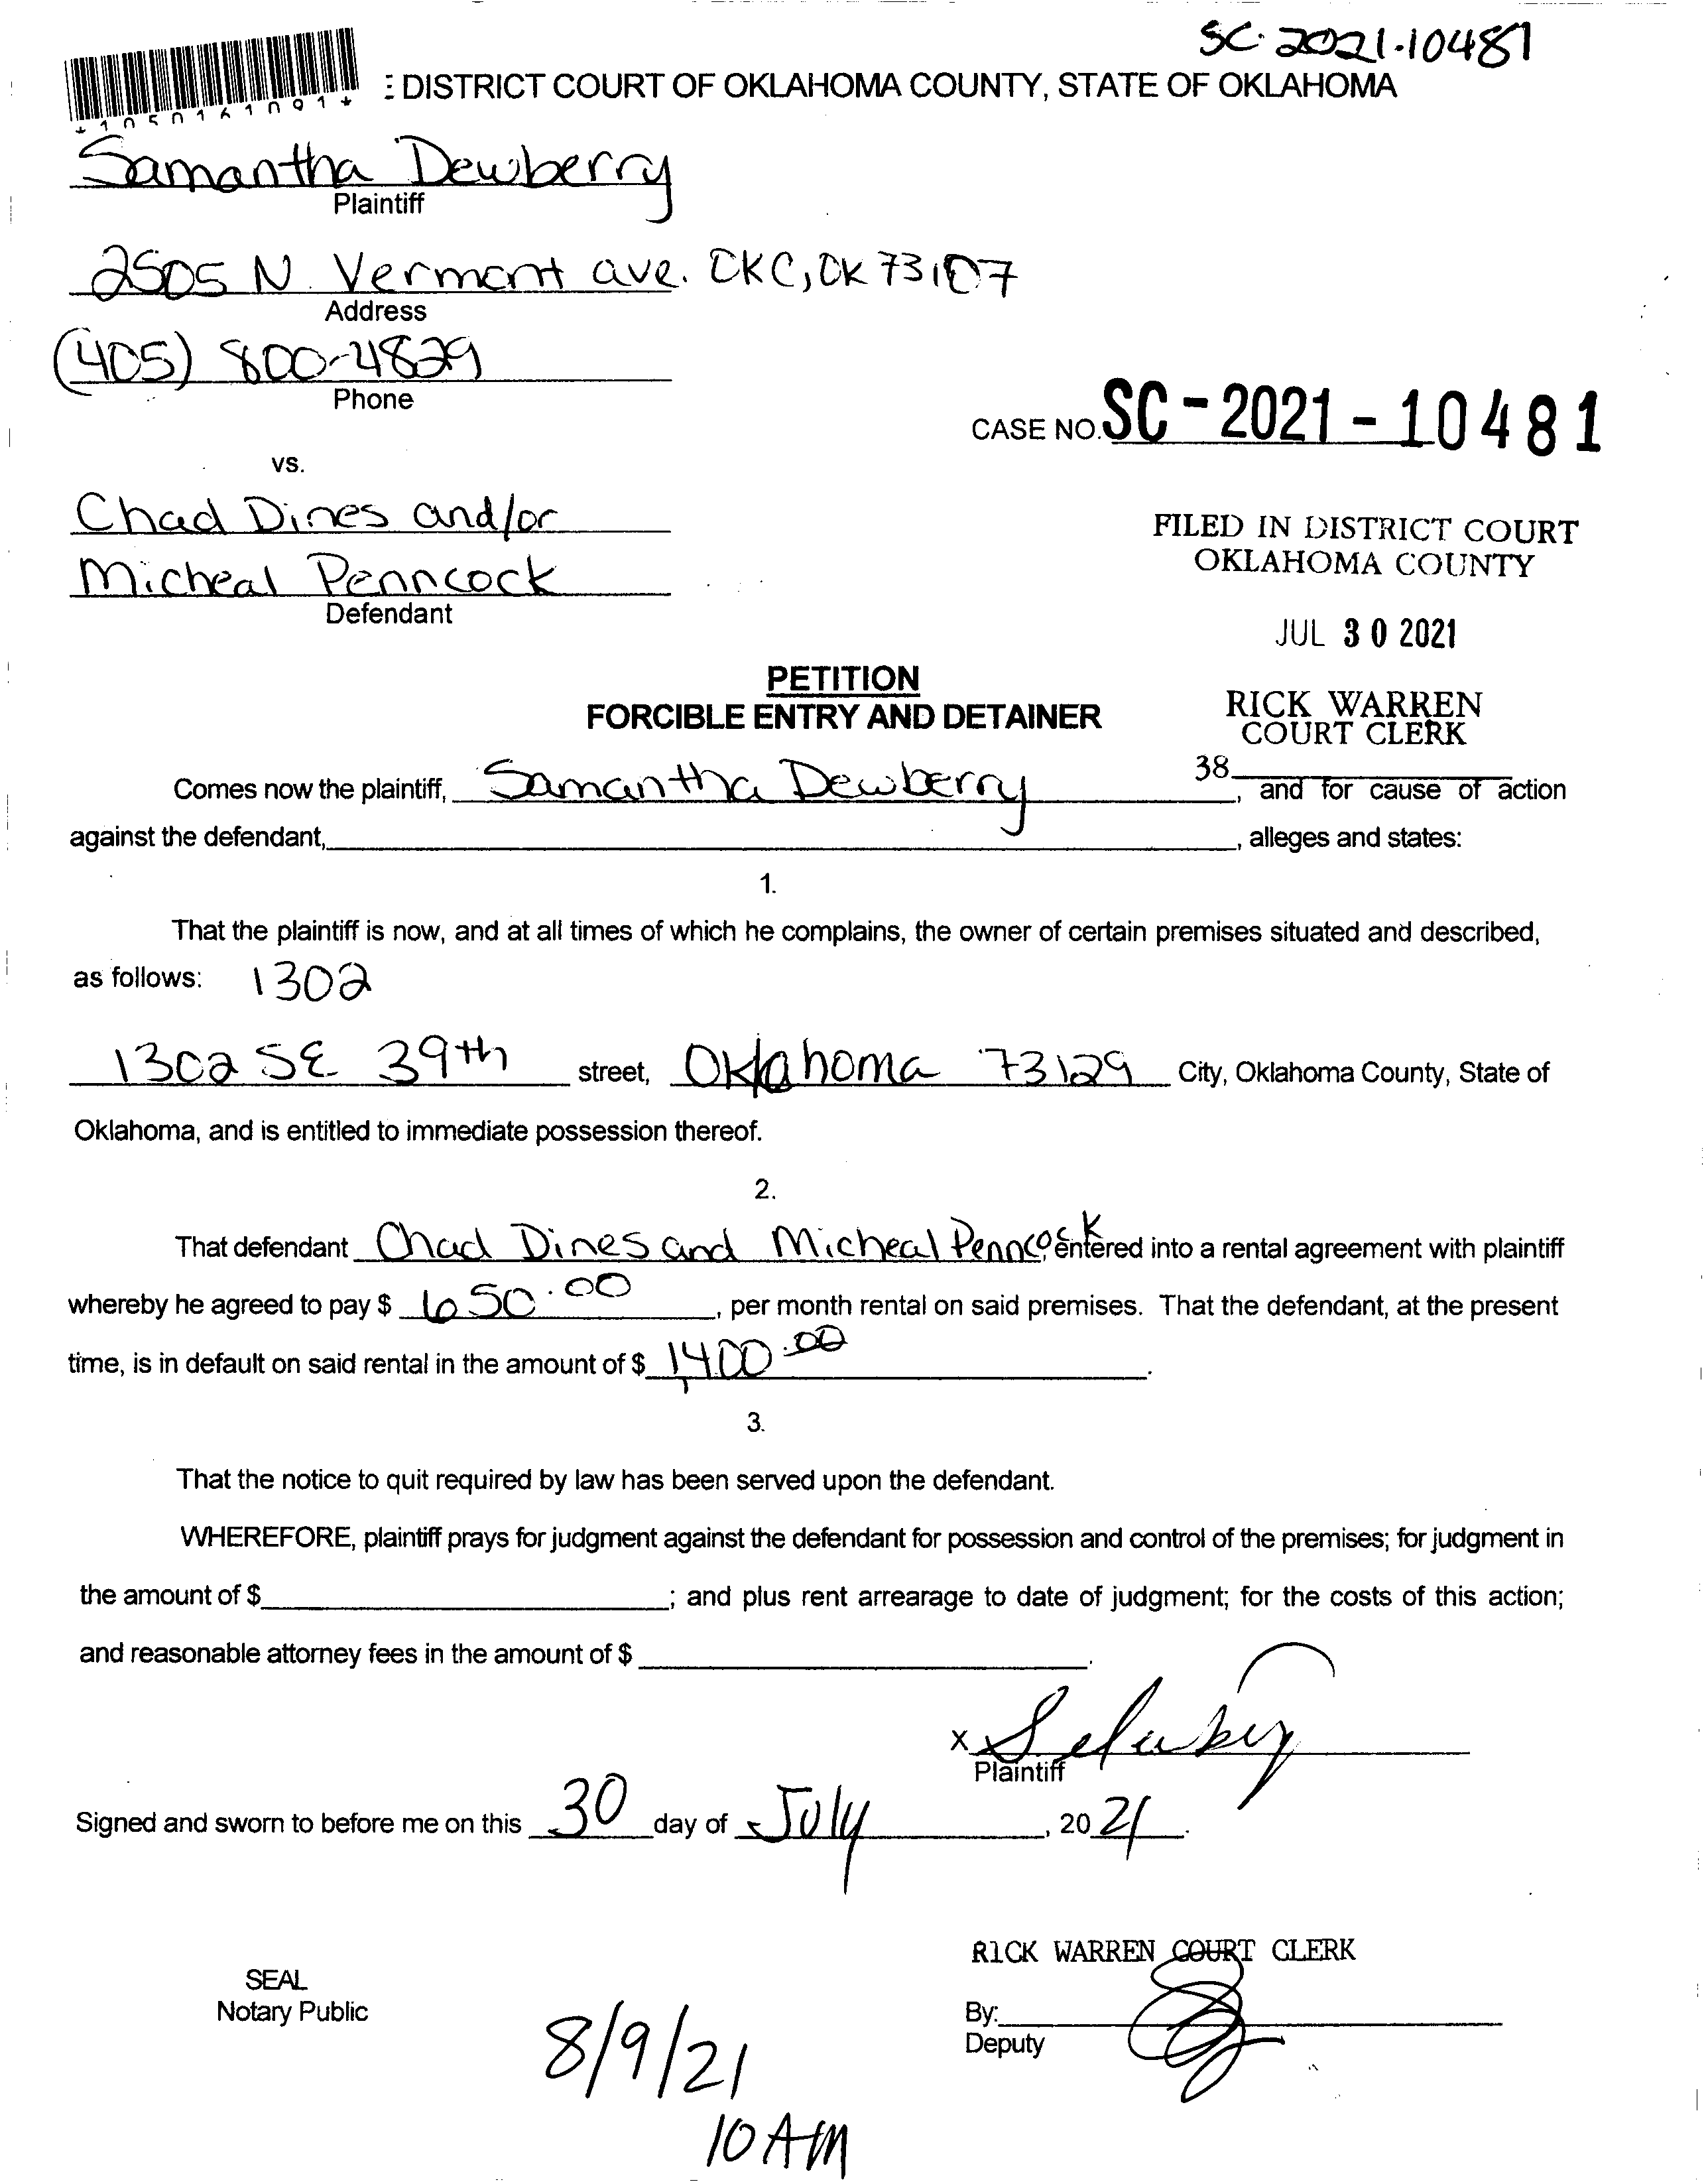 SC-2021-10481
*1050161091*
E DISTRICT COURT OF OKLAHOMA COUNTY, STATE OF OKLAHOMA
Samantha Dewberry
Plaintiff
2505 N. Vermont ave. OKC, OK 73107
Address
(405) 800-4829
Phone
CASE NO. SC-2021-10481
vs.
Chad Dines and/or
Micheal Penncock
Defendant
FILED IN DISTRICT COURT
OKLAHOMA COUNTY
JUL 30 2021
RICK WARREN
COURT CLERK
38
PETITION
FORCIBLE ENTRY AND DETAINER
Comes now the plaintiff, Samantha Dewberry, and for cause of action
against the defendant, , alleges and states:
1.
That the plaintiff is now, and at all times of which he complains, the owner of certain premises situated and described,
as follows: 1302
1302 SE 39th street, Oklahoma 73129 City, Oklahoma County, State of
Oklahoma, and is entitled to immediate possession thereof.
2.
That defendant Chad Dines and Micheal Penncock, entered into a rental agreement with plaintiff
whereby he agreed to pay $ 650.00, per month rental on said premises. That the defendant, at the present
time, is in default on said rental in the amount of $ 1,400.00.
3.
That the notice to quit required by law has been served upon the defendant.
WHEREFORE, plaintiff prays for judgment against the defendant for possession and control of the premises; for judgment in
the amount of $ ; and plus rent arrearage to date of judgment; for the costs of this action;
and reasonable attorney fees in the amount of $ .
X
Plaintiff
Signed and sworn to before me on this 30 day of July, 2021.
RICK WARREN COURT CLERK
SEAL
Notary Public
By:
Deputy
8/9/21
10 AM